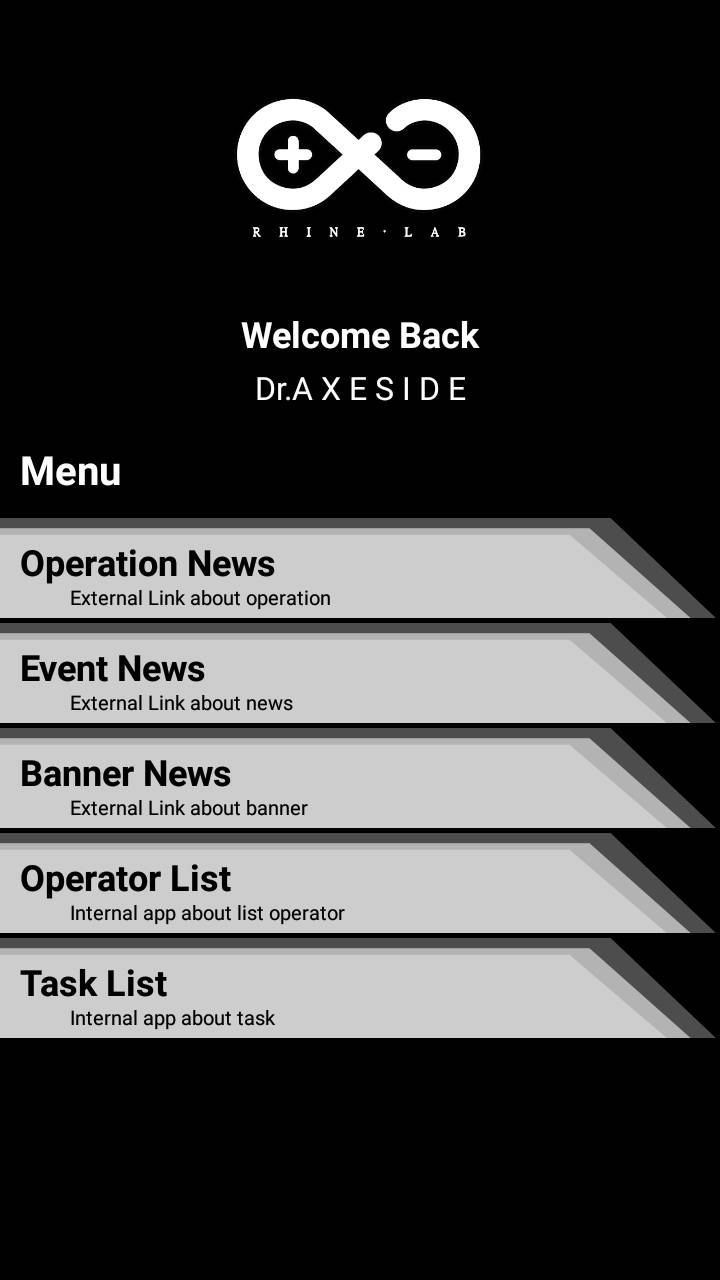 RHINE·LAB
Welcome Back
Dr.A X E S I D E
Menu
Operation News
External Link about operation
Event News
External Link about news
Banner News
External Link about banner
Operator List
Internal app about list operator
Task List
Internal app about task